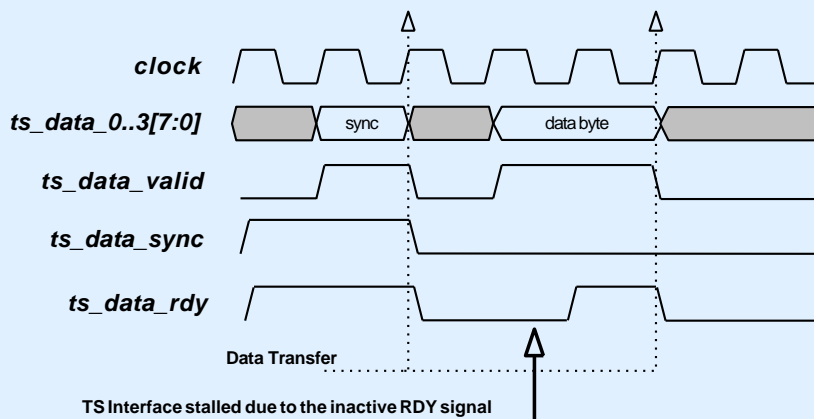 clock
ts_data_0..3[7:0]
sync
data byte
ts_data_valid
ts_data_sync
ts_data_rdy
Data Transfer
TS Interface stalled due to the inactive RDY signal